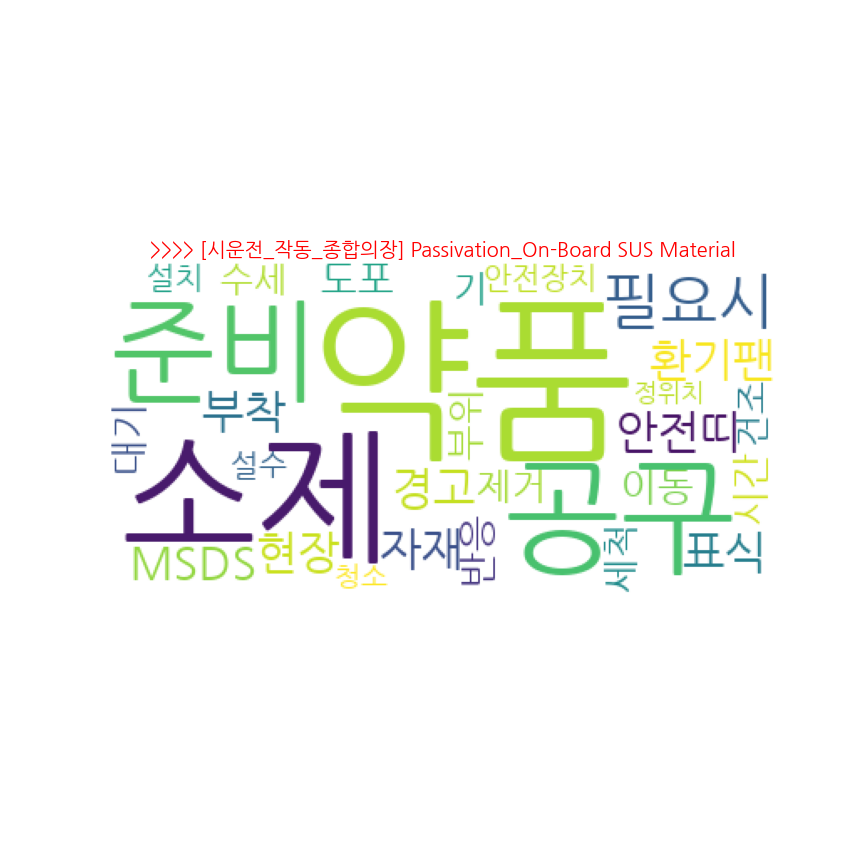 >>>> [시운전_작동_종합의장] Passivation_On-Board SUS Material
설치 수세 도포 기 안전장치 필요시
준비 약품 환기팬
대기 부착 부위 정위치 안전띠 건조
소제 설수 경고 제거 공구 이동 시간
MSDS 현장 청소 자재 반응 세척 표식